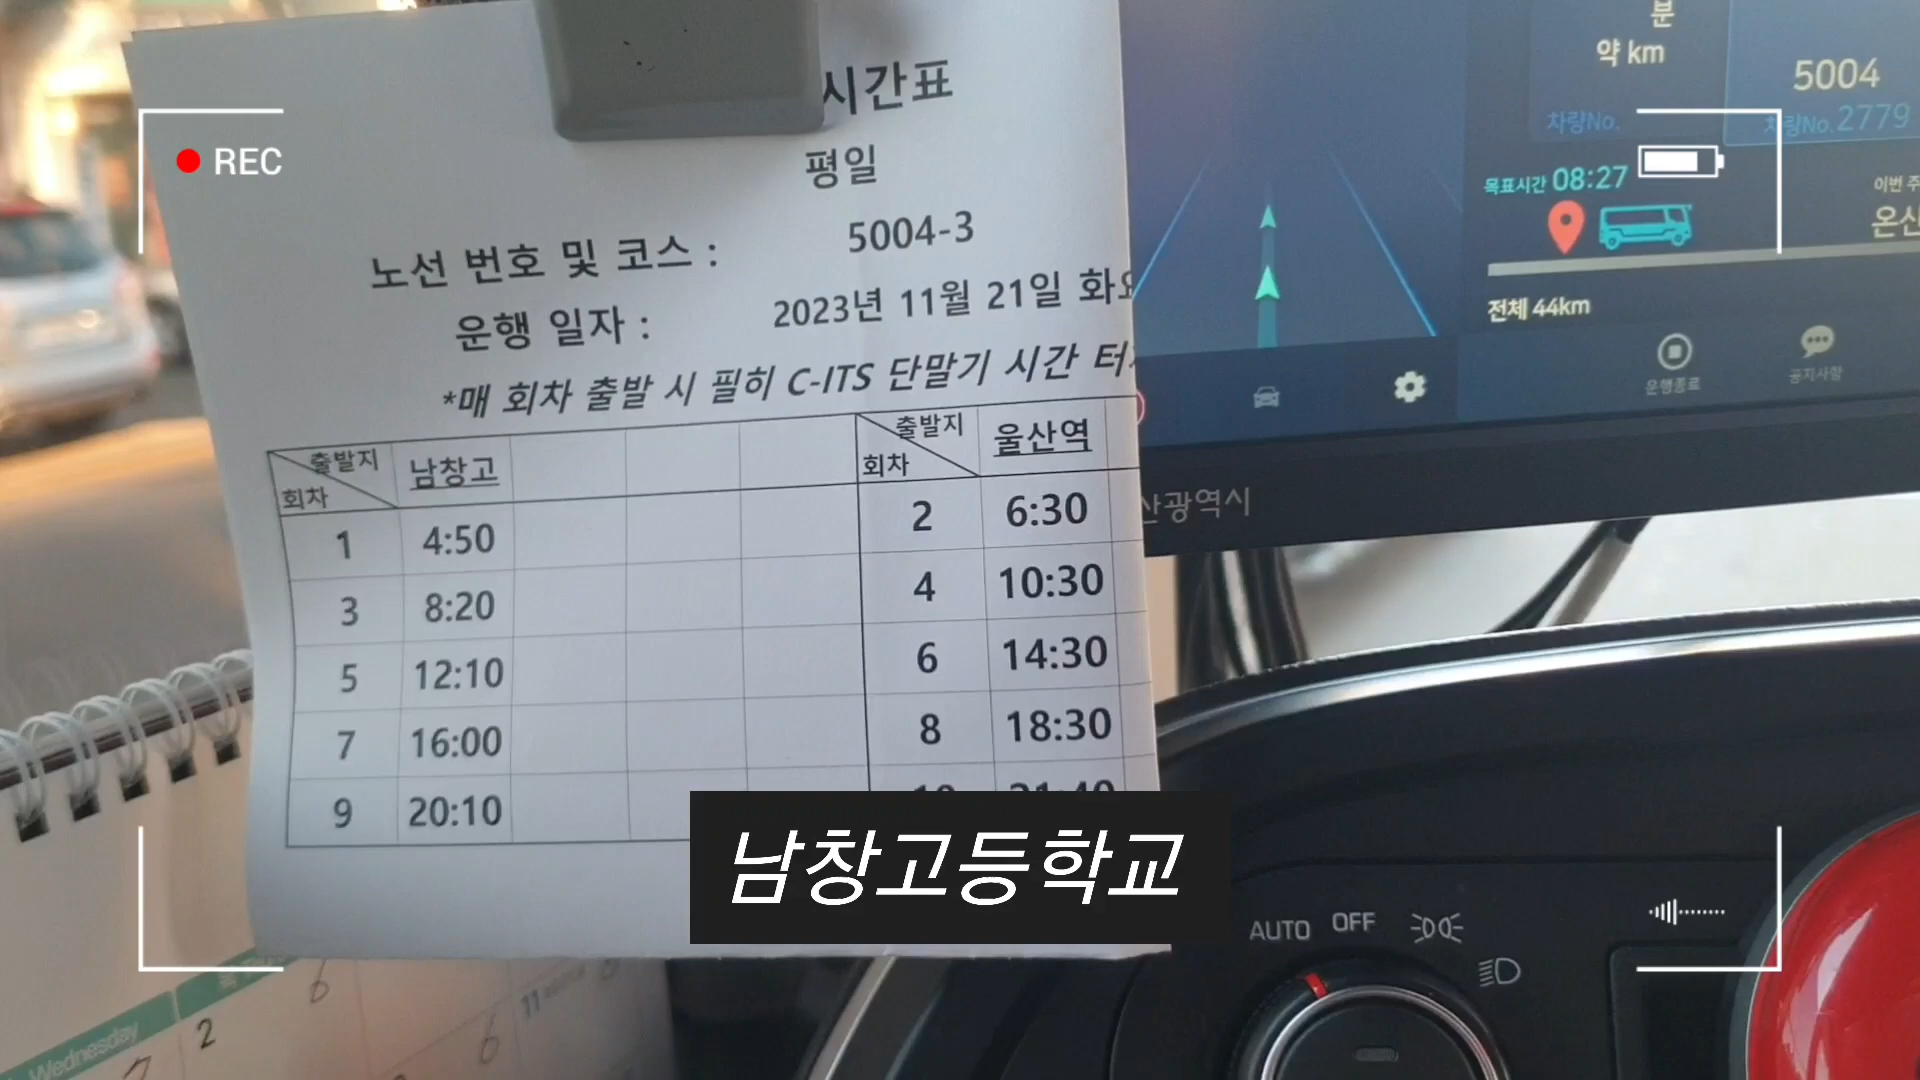 REC
시간표
평일
노선 번호 및 코스 : 5004-3
운행 일자 : 2023년 11월 21일
*매 회차 출발 시 필히 C-ITS 단말기 시간
출발지 회차 남창고 출발지 회차 울산역
1 4:50 2 6:30
3 8:20 4 10:30
5 12:10 6 14:30
7 16:00 8 18:30
9 20:10
남창고등학교
분
약 km
5004
차량No. 차량No.2779
목표시간 08:27
이번
전체 44km
운행종료 공지사항
광역시
AUTO OFF
Wednesday
2
6
6
11